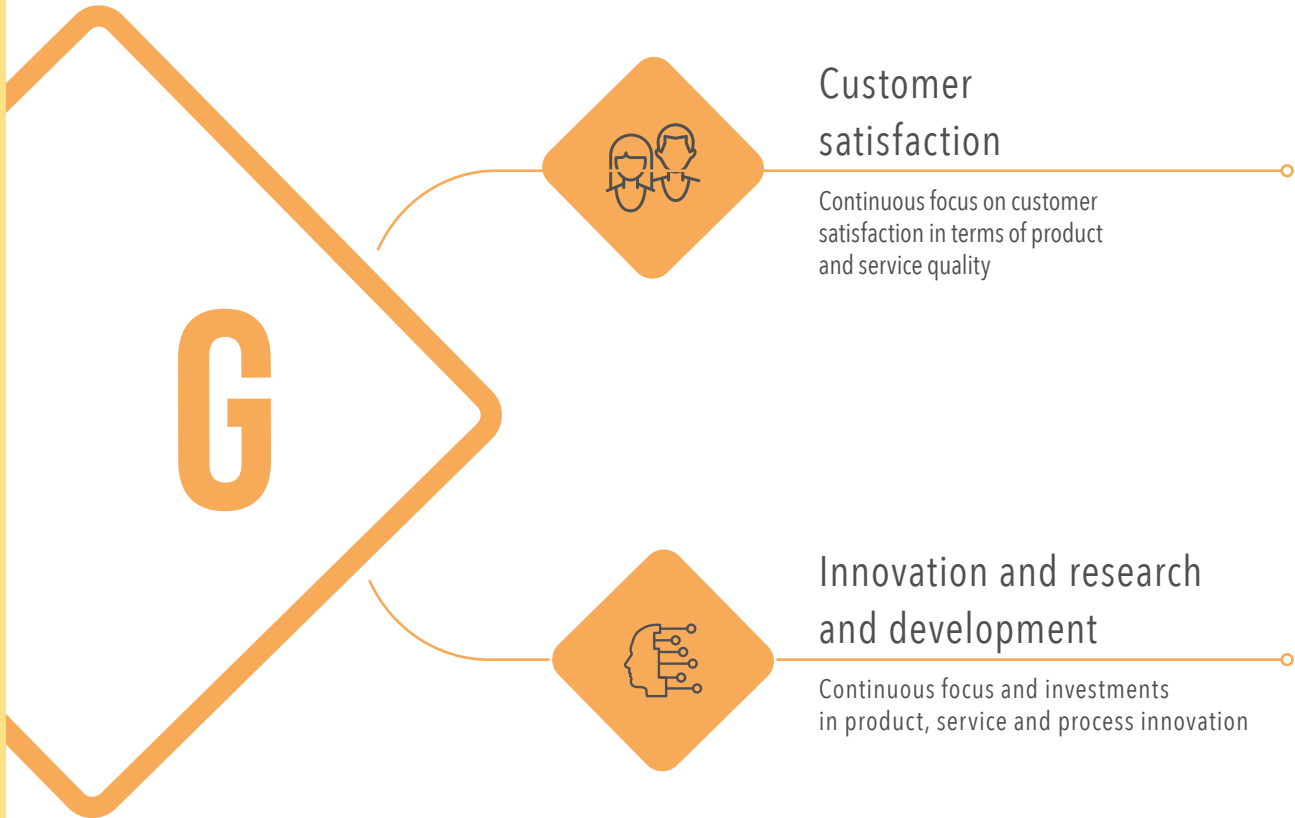 G
Customer
satisfaction
Continuous focus on customer
satisfaction in terms of product
and service quality
Innovation and research
and development
Continuous focus and investments
in product, service and process innovation